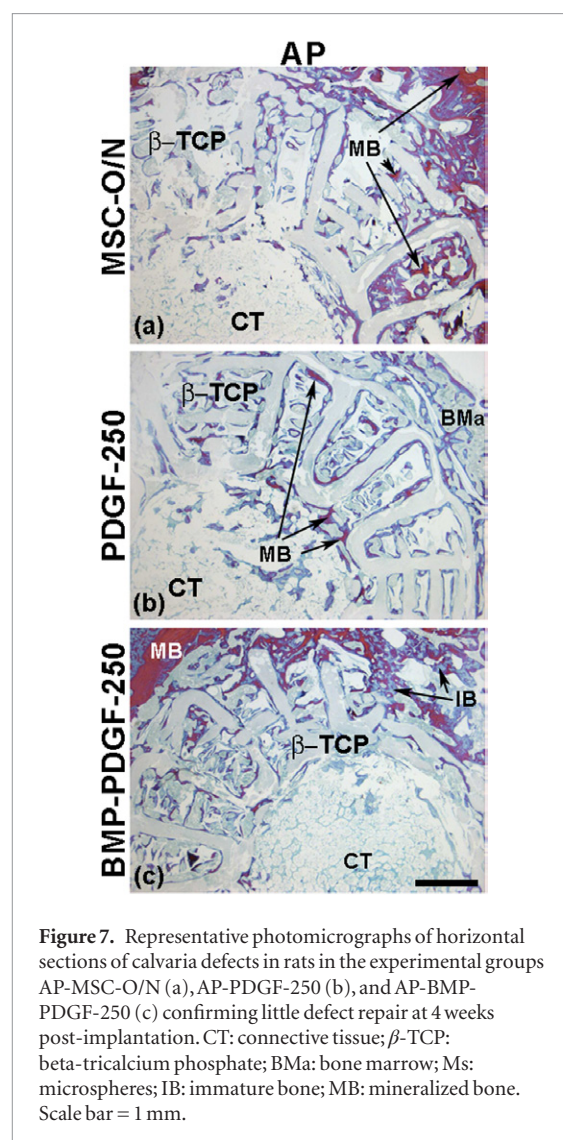 AP
MSC-O/N
β–TCP
MB
CT
(a)
PDGF-250
β–TCP
BMa
MB
CT
(b)
BMP-PDGF-250
MB
IB
β–TCP
CT
(c)
Figure 7. Representative photomicrographs of horizontal
sections of calvaria defects in rats in the experimental groups
AP-MSC-O/N (a), AP-PDGF-250 (b), and AP-BMP-
PDGF-250 (c) confirming little defect repair at 4 weeks
post-implantation. CT: connective tissue; β-TCP:
beta-tricalcium phosphate; BMa: bone marrow; Ms:
microspheres; IB: immature bone; MB: mineralized bone.
Scale bar = 1 mm.